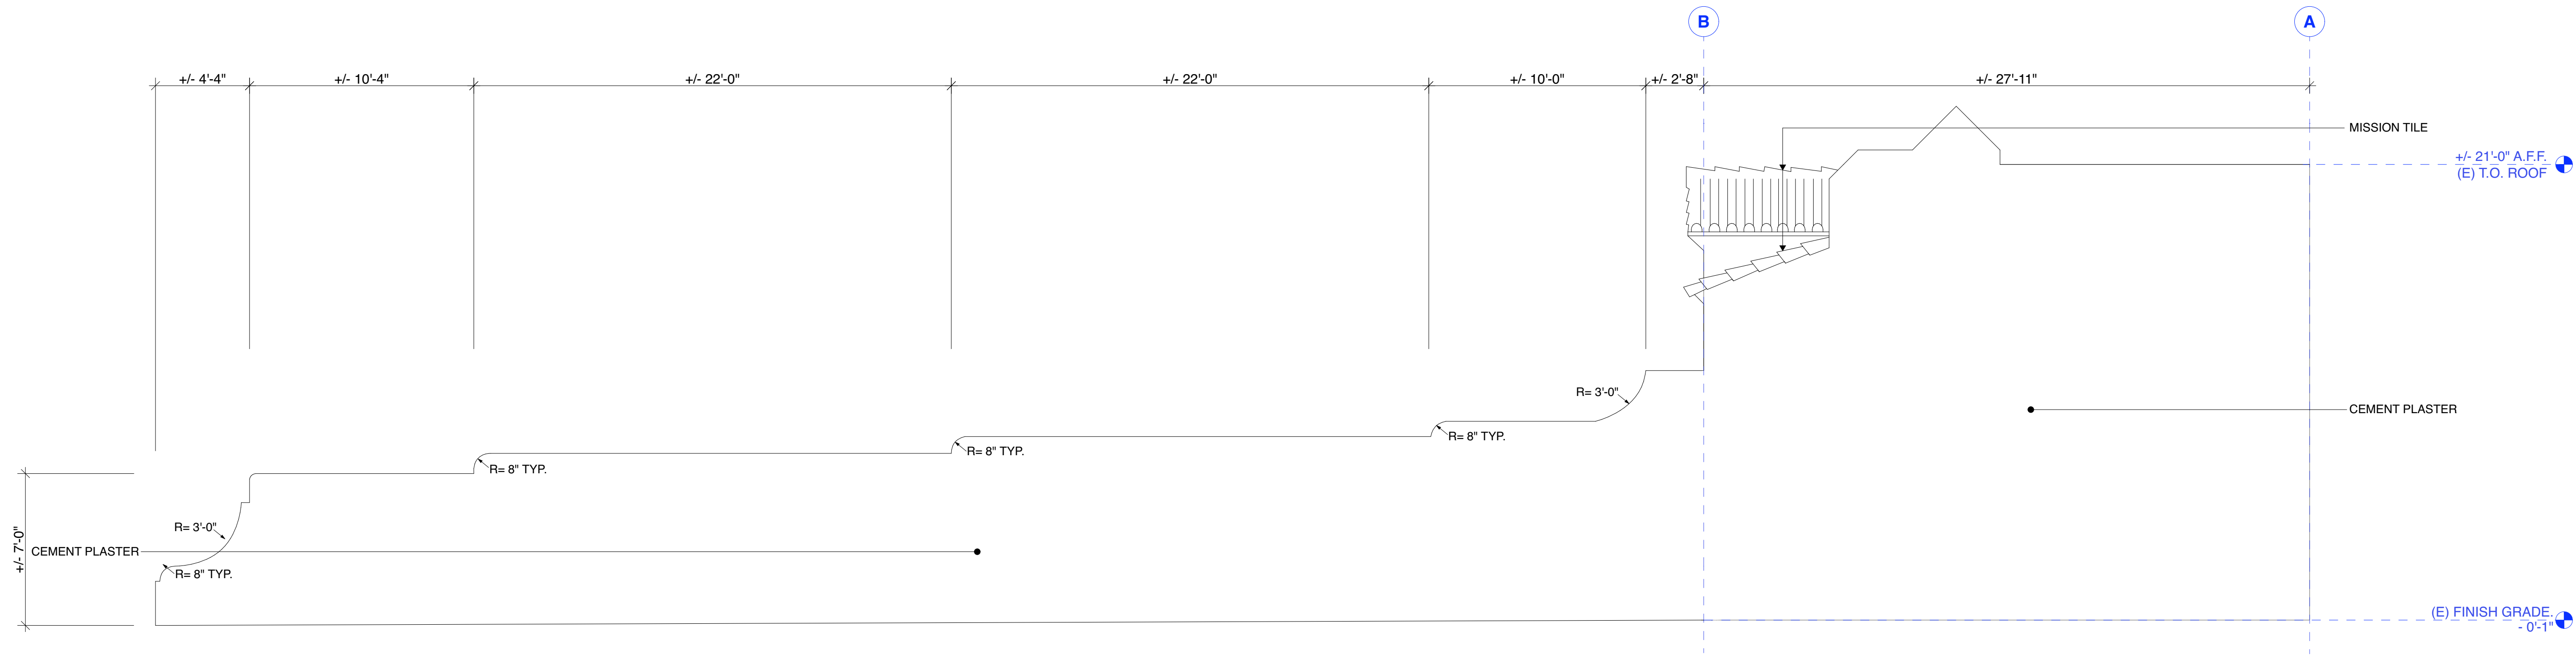 B
A
+/- 4'-4"
+/- 10'-4"
+/- 22'-0"
+/- 22'-0"
+/- 10'-0"
+/- 2'-8"
+/- 27'-11"
MISSION TILE
+/- 21'-0" A.F.F.
(E) T.O. ROOF
R= 3'-0"
CEMENT PLASTER
R= 8" TYP.
R= 8" TYP.
R= 8" TYP.
R= 3'-0"
+/- 7'-0"
CEMENT PLASTER
R= 8" TYP.
(E) FINISH GRADE.
- 0'-1"